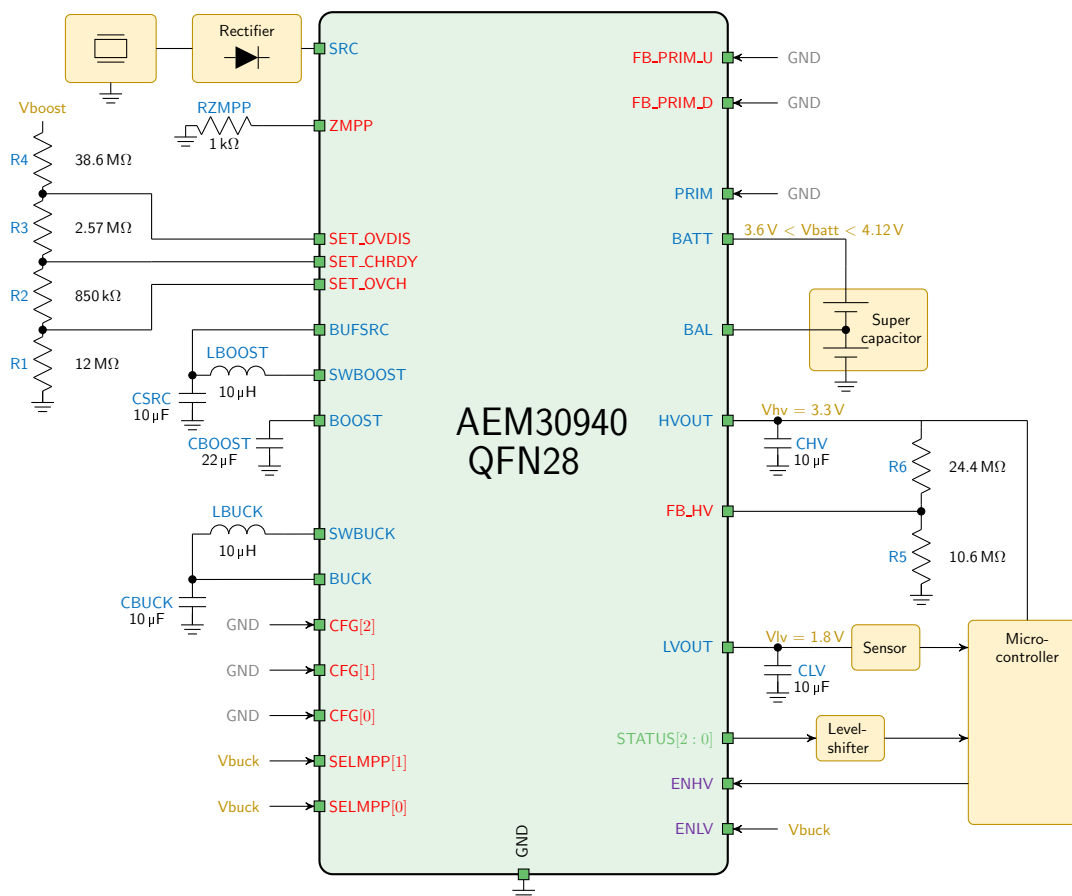 Rectifier
SRC
Vboost
RZMPP
1 kΩ
ZMPP
R4
38.6 MΩ
R3
2.57 MΩ
SET_OVDIS
SET_CHRDY
SET_OVCH
R2
850 kΩ
R1
12 MΩ
BUFSRC
LBOOST
10 µH
SWBOOST
CSRC
10 µF
BOOST
CBOOST
22 µF
LBUCK
10 µH
SWBUCK
BUCK
CBUCK
10 µF
GND
CFG[2]
GND
CFG[1]
GND
CFG[0]
Vbuck
SELMPP[1]
Vbuck
SELMPP[0]
AEM30940
QFN28
GND
FB_PRIM_U
GND
FB_PRIM_D
GND
PRIM
GND
BATT
3.6 V < Vbatt < 4.12 V
BAL
Super
capacitor
HVOUT
Vhv = 3.3 V
CHV
10 µF
R6
24.4 MΩ
FB_HV
R5
10.6 MΩ
LVOUT
Vlv = 1.8 V
CLV
10 µF
Sensor
Micro-
controller
STATUS[2 : 0]
Level-
shifter
ENHV
ENLV
Vbuck